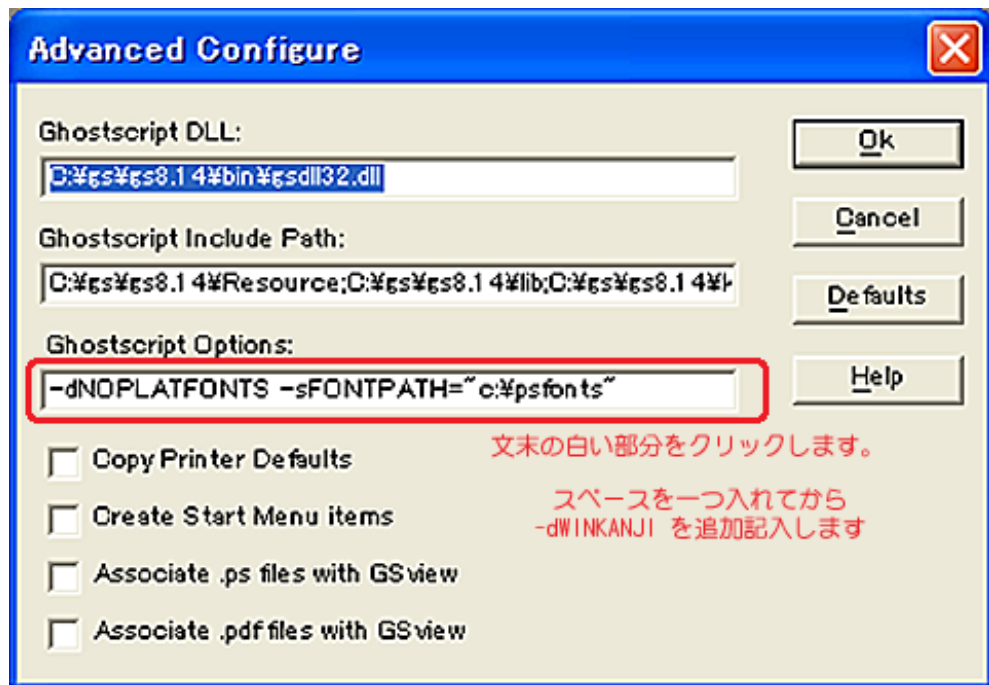 Advanced Configure
Ghostscript DLL:
C:¥gs¥gs8.14¥bin¥gsdll32.dll
Ok
Ghostscript Include Path:
Cancel
C:¥gs¥gs8.14¥Resource;C:¥gs¥gs8.14¥lib;C:¥gs¥gs8.14¥
Defaults
Ghostscript Options:
-dNOPLATFONTS -sFONTPATH="c:¥psfonts"
Help
文末の白い部分をクリックします。
Copy Printer Defaults
スペースを一つ入れてから
Create Start Menu items
-dWINKANJI を追加記入します
Associate .ps files with GSview
Associate .pdf files with GSview